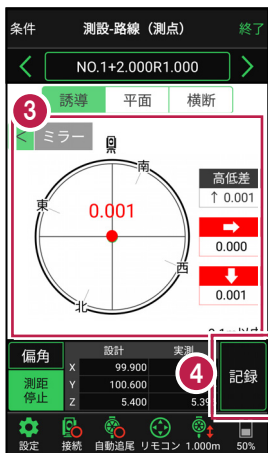 条件 測設-路線（測点） 終了
< NO.1+2.000R1.000 >
誘導 平面 横断
3
< ミラー
南
高低差
↑ 0.001
東
0.001
→
0.000
西
↓
0.001
北
偏角 設計 実測
X 99.900
測距停止 Y 100.600
Z 5.400 5.39
4
記録
設定 接続 自動追尾 リモコン 1.000m 50%